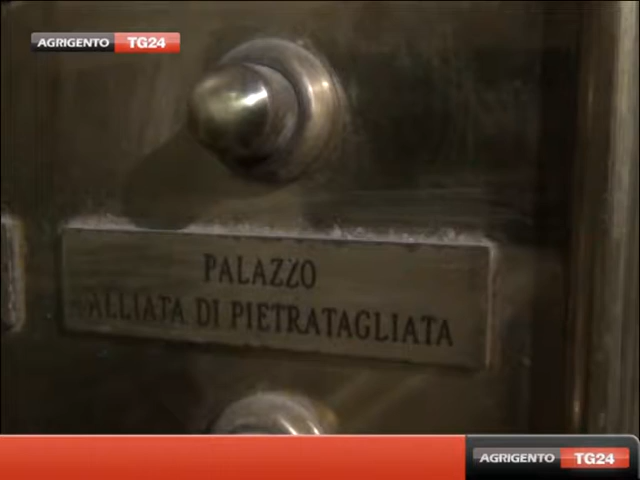 AGRIGENTO TG24
PALAZZO
ALLIATA DI PIETRATAGLIATA
AGRIGENTO TG24